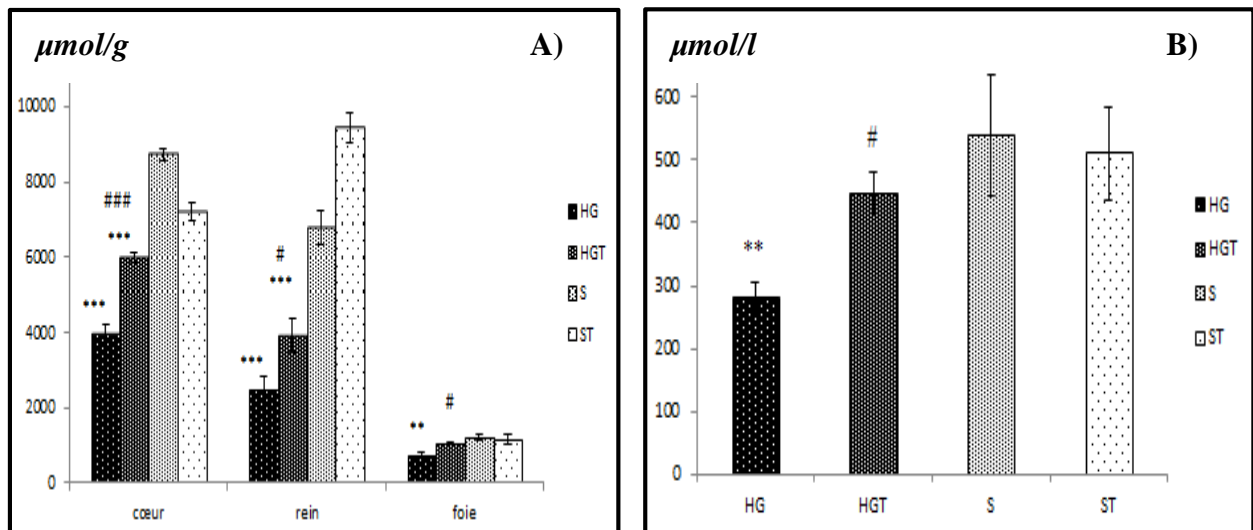 μmol/g A)
10000
8000
6000
4000
2000
0
###
***
***
#
***
***
#
**
cœur rein foie
HG
HGT
S
ST
μmol/l B)
600
500
400
300
200
100
0
**
#
HG HGT S ST
HG
HGT
S
ST